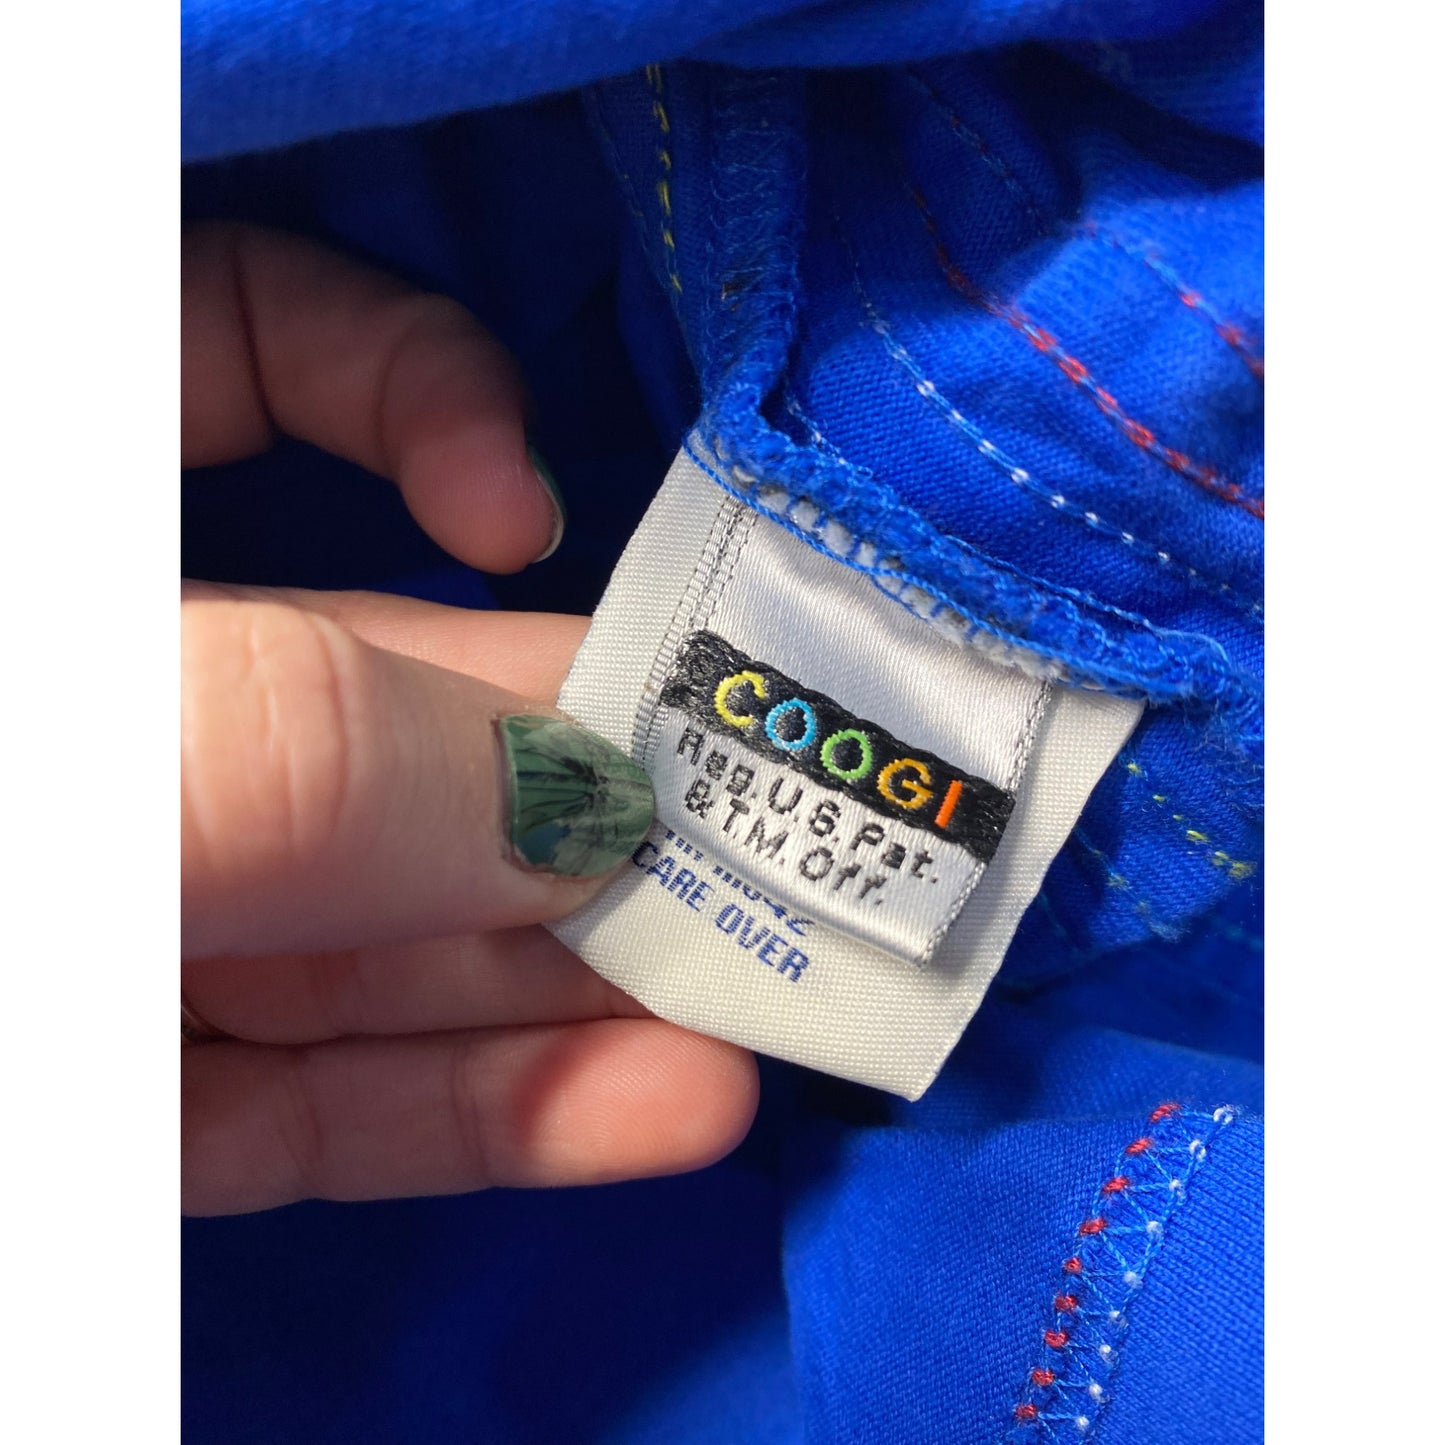 COOGI
Reg. U.S. Pat.
& T.M. Off.
CARE OVER